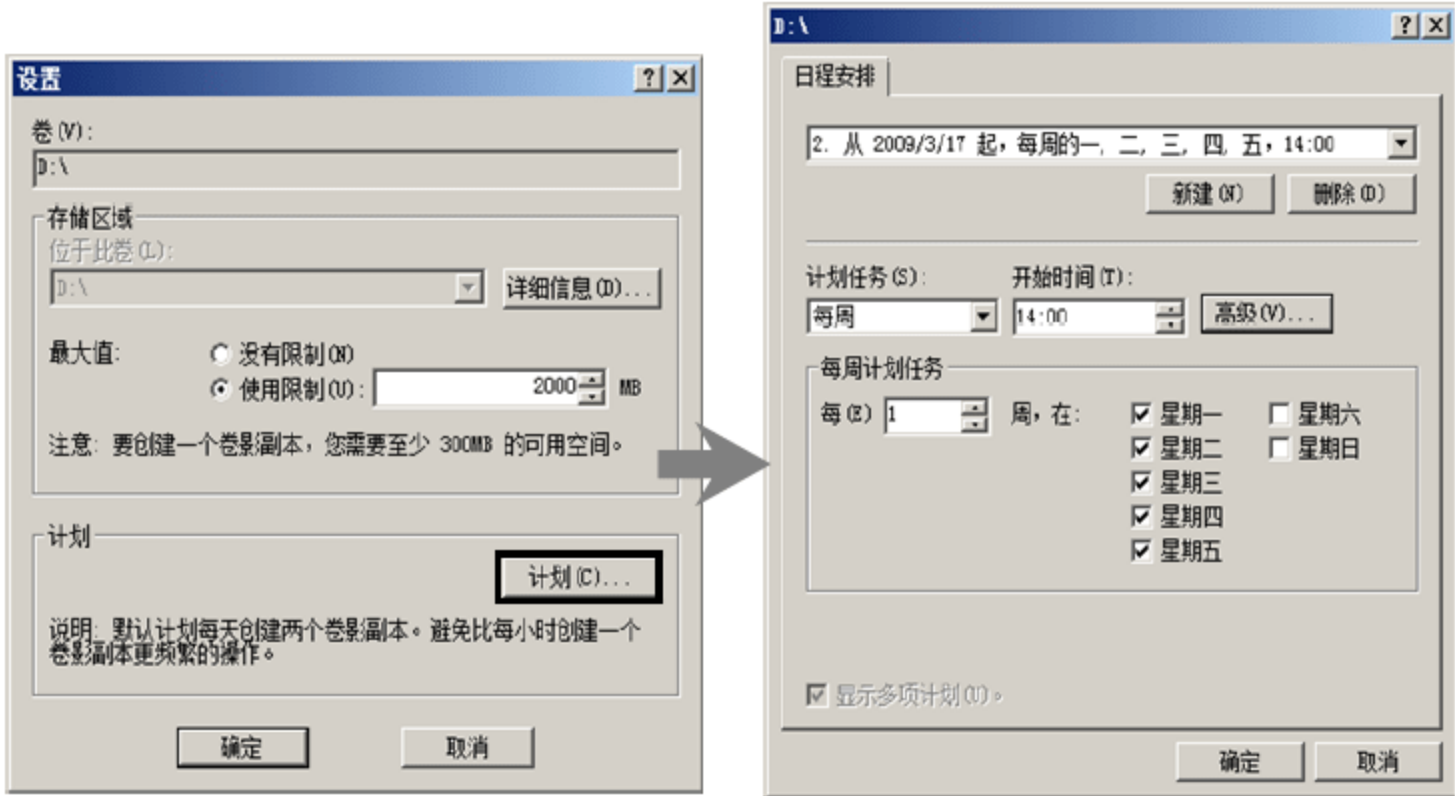 设置
卷(V):
D:\
存储区域
位于比卷(L):
D:\
详细信息(D)...
最大值:
没有限制(N)
使用限制(U): 2000 MB
注意: 要创建一个卷影副本，您需要至少 300MB 的可用空间。
计划
计划(C)...
说明: 默认计划每天创建两个卷影副本。避免比每小时创建一个
卷影副本更频繁的操作。
确定 取消
D:\
日程安排
2. 从 2009/3/17 起，每周的一, 二, 三, 四, 五，14:00
新建(N) 删除(D)
计划任务(S): 开始时间(T):
每周 14:00 高级(V)...
每周计划任务
每(E) 1 周，在: 星期一 星期六
星期二 星期日
星期三
星期四
星期五
显示多项计划(U)。
确定 取消